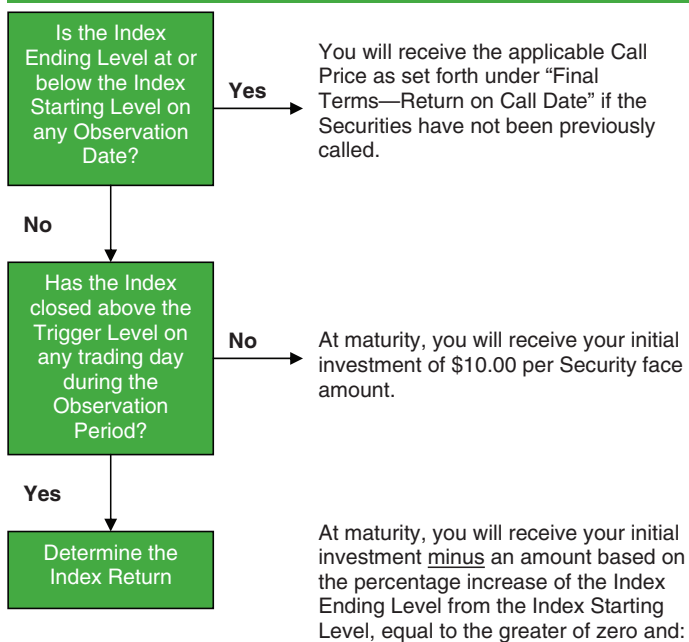 Is the Index
Ending Level at or
below the Index
Starting Level on
any Observation
Date?
Yes
You will receive the applicable Call
Price as set forth under “Final
Terms—Return on Call Date” if the
Securities have not been previously
called.
No
Has the Index
closed above the
Trigger Level on
any trading day
during the
Observation
Period?
No
At maturity, you will receive your initial
investment of $10.00 per Security face
amount.
Yes
Determine the
Index Return
At maturity, you will receive your initial
investment minus an amount based on
the percentage increase of the Index
Ending Level from the Index Starting
Level, equal to the greater of zero and: